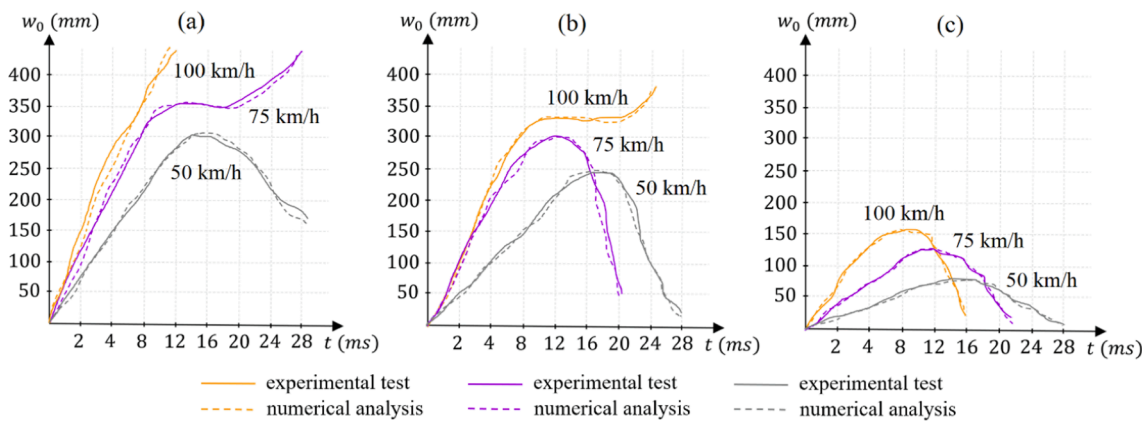 w₀ (mm) (a)
400
350
300
250
200
150
100
50
100 km/h
75 km/h
50 km/h
2 4 8 12 16 20 24 28 t (ms)
w₀ (mm) (b)
400
350
300
250
200
150
100
50
100 km/h
75 km/h
50 km/h
2 4 8 12 16 20 24 28 t (ms)
w₀ (mm) (c)
400
350
300
250
200
150
100
50
100 km/h
75 km/h
50 km/h
2 4 8 12 16 20 24 28 t (ms)
experimental test experimental test experimental test
numerical analysis numerical analysis numerical analysis